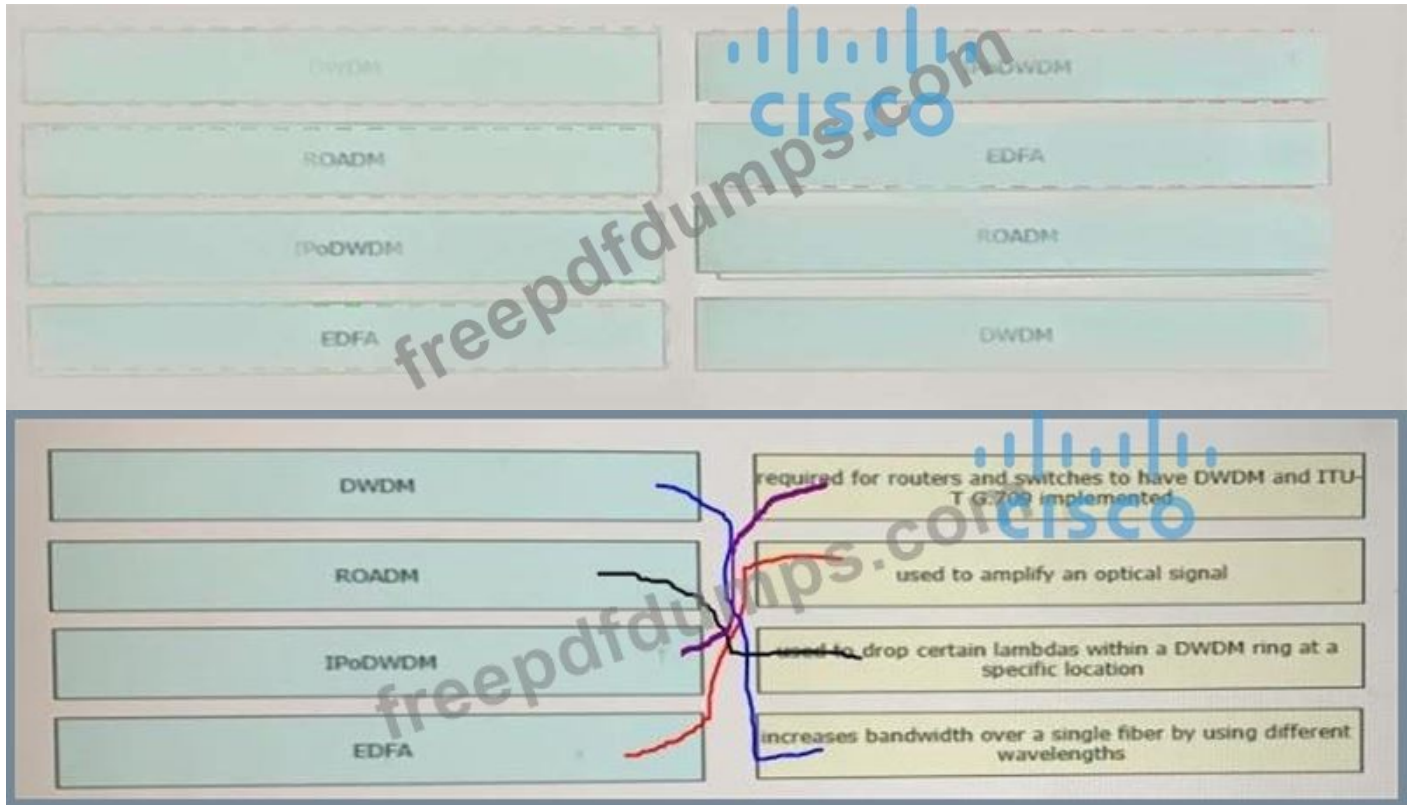 DWDM
IPoDWDM
CISCO
ROADM
EDFA
IPoDWDM
ROADM
EDFA
DWDM
freepdfdumps.com
DWDM
required for routers and switches to have DWDM and ITU-
T G.709 implemented
CISCO
ROADM
used to amplify an optical signal
IPoDWDM
used to drop certain lambdas within a DWDM ring at a
specific location
EDFA
increases bandwidth over a single fiber by using different
wavelengths
freepdfdumps.com